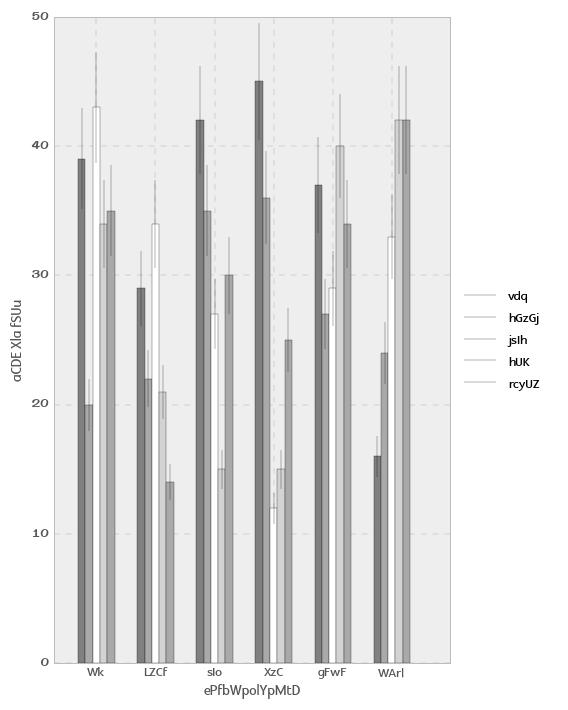 50
40
30
20
10
0
aCDE Xla fSUu
Wk LZCf slo XzC gFwF WArl
ePfbWpolYpMtD
vdq
hGzGj
jslh
hUK
rcyUZ